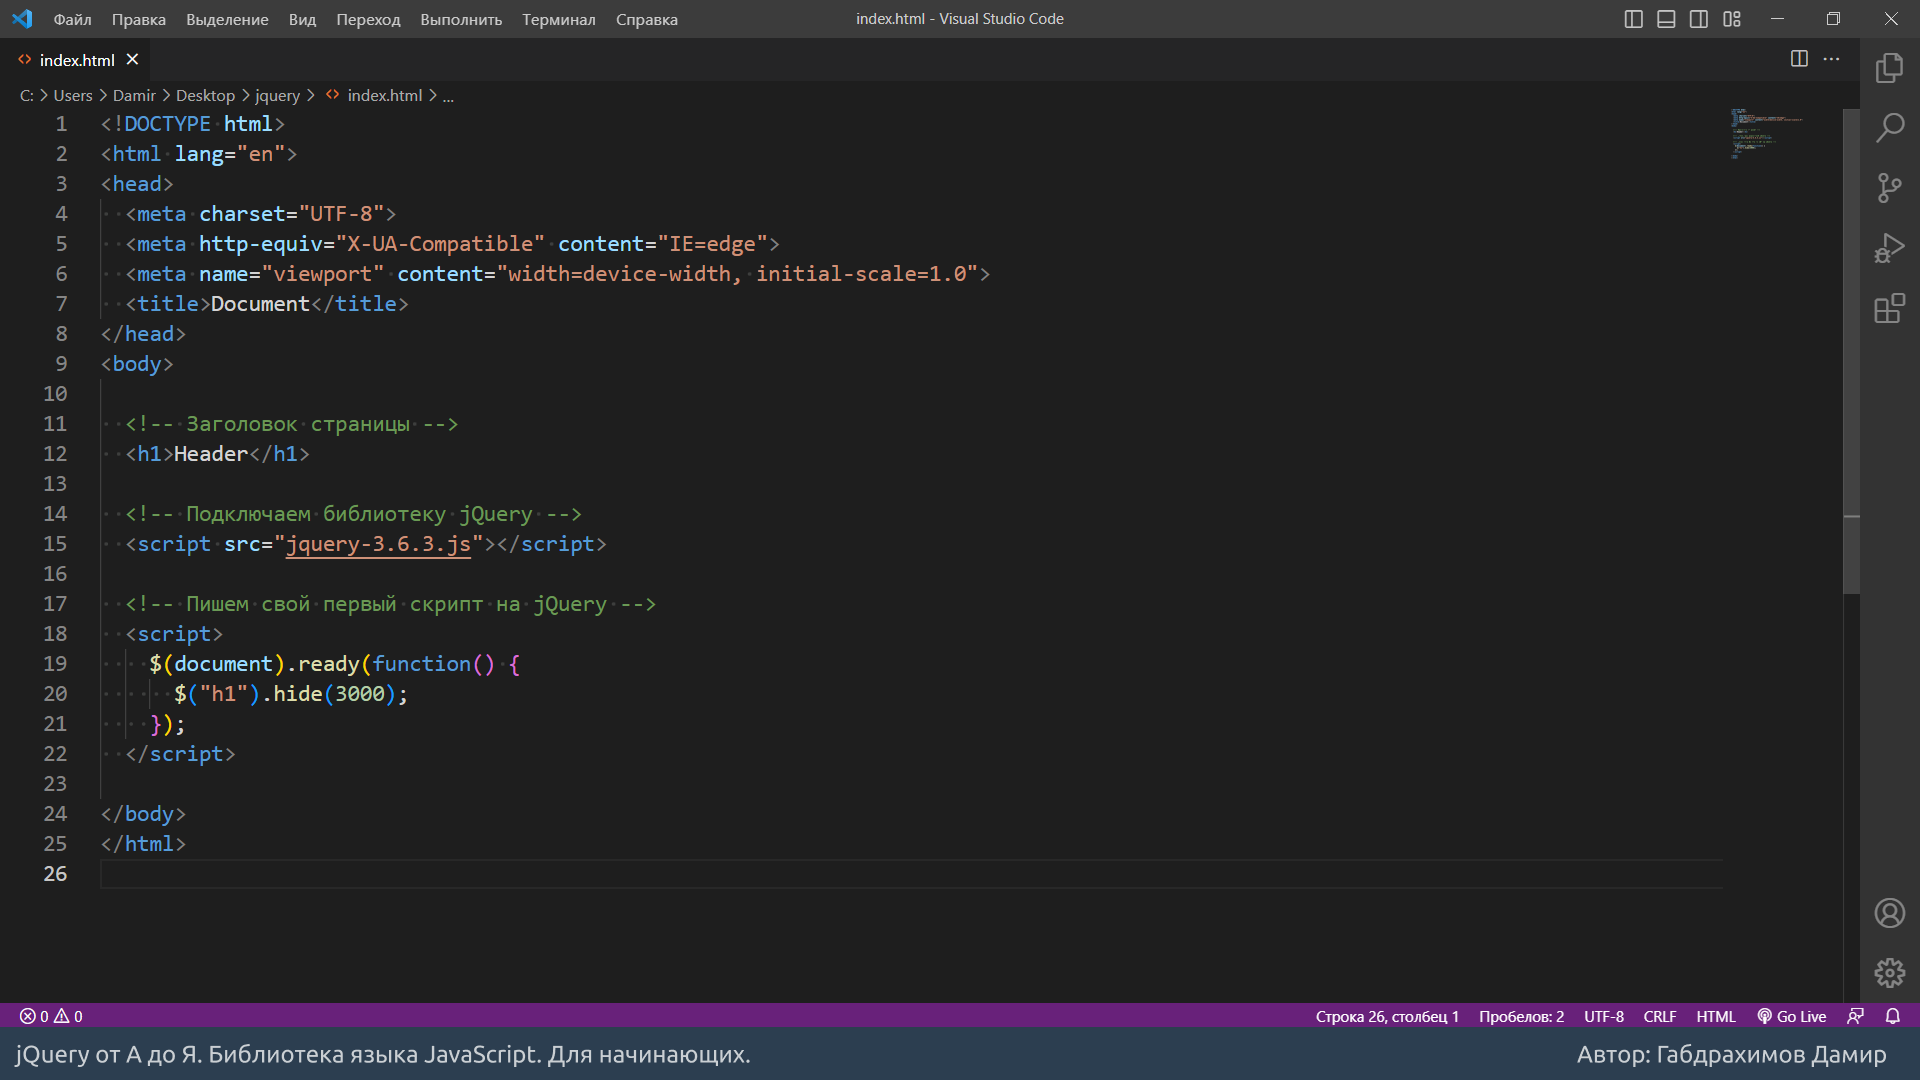 Файл Правка Выделение Вид Переход Выполнить Терминал Справка index.html - Visual Studio Code
index.html
C: Users Damir Desktop jquery index.html ...
1 <!DOCTYPE html>
2 <html lang="en">
3 <head>
4 <meta charset="UTF-8">
5 <meta http-equiv="X-UA-Compatible" content="IE=edge">
6 <meta name="viewport" content="width=device-width, initial-scale=1.0">
7 <title>Document</title>
8 </head>
9 <body>
10
11 <!-- Заголовок страницы -->
12 <h1>Header</h1>
13
14 <!-- Подключаем библиотеку jQuery -->
15 <script src="jquery-3.6.3.js"></script>
16
17 <!-- Пишем свой первый скрипт на jQuery -->
18 <script>
19 $(document).ready(function() {
20 $("h1").hide(3000);
21 });
22 </script>
23
24 </body>
25 </html>
26
0 0 Строка 26, столбец 1 Пробелов: 2 UTF-8 CRLF HTML Go Live
jQuery от А до Я. Библиотека языка JavaScript. Для начинающих. Автор: Габдрахимов Дамир